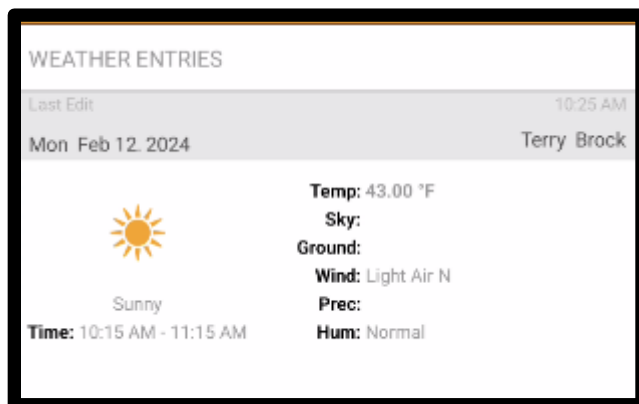 WEATHER ENTRIES
Last Edit 10:25 AM
Mon Feb 12. 2024 Terry Brock
Temp: 43.00 °F
Sky:
Ground:
Wind: Light Air N
Sunny Prec:
Time: 10:15 AM - 11:15 AM Hum: Normal